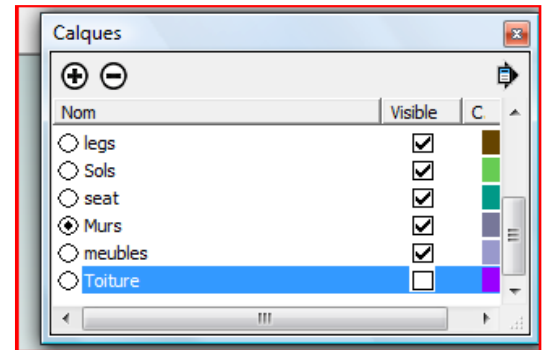 Calques
Nom Visible C.
legs
Sols
seat
Murs
meubles
Toiture